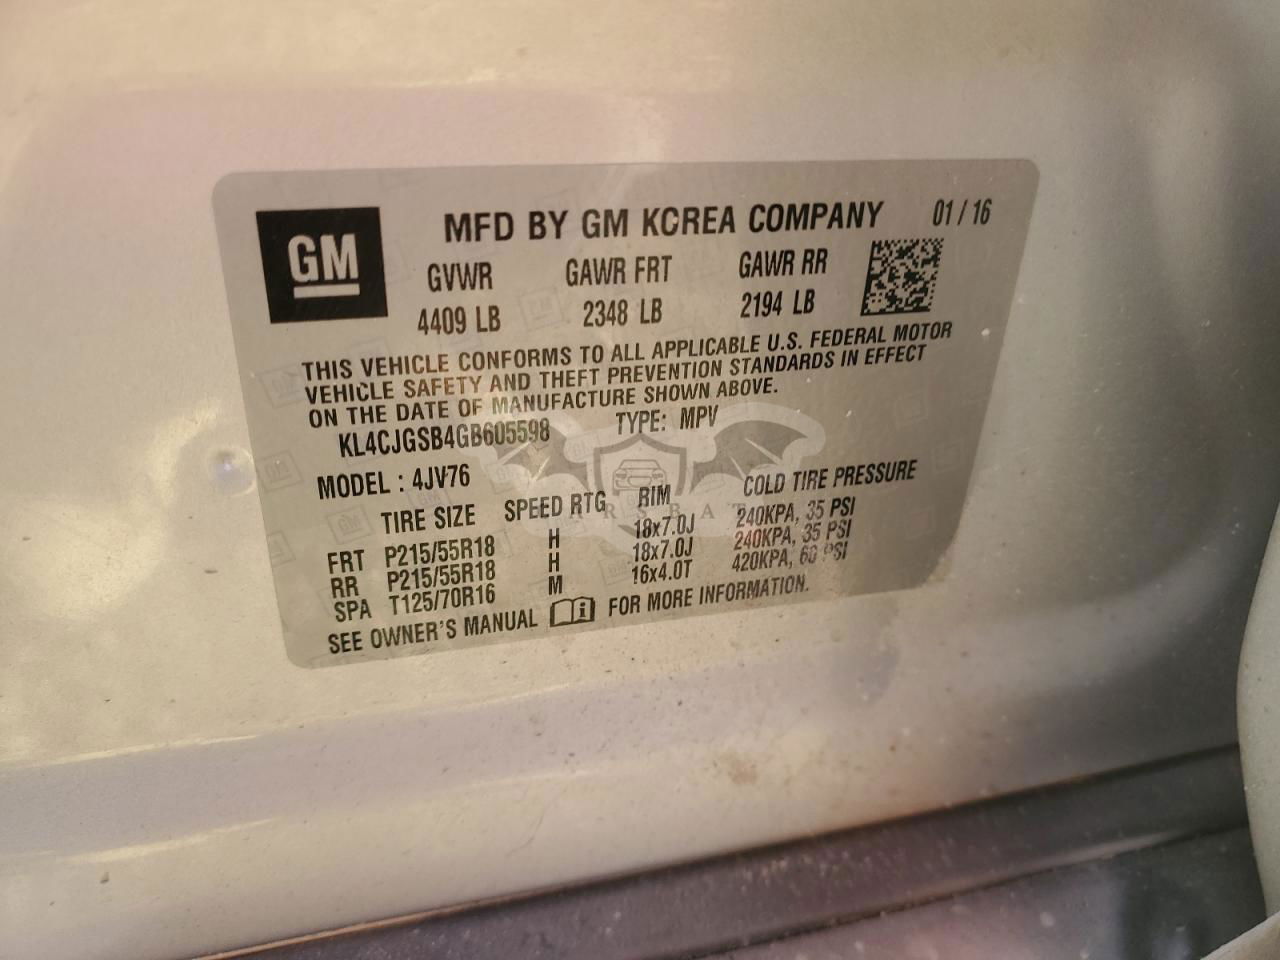 GM
MFD BY GM KOREA COMPANY 01 / 16
GVWR GAWR FRT GAWR RR
4409 LB 2348 LB 2194 LB
THIS VEHICLE CONFORMS TO ALL APPLICABLE U.S. FEDERAL MOTOR
VEHICLE SAFETY AND THEFT PREVENTION STANDARDS IN EFFECT
ON THE DATE OF MANUFACTURE SHOWN ABOVE.
KL4CJGSB4GB605598 TYPE: MPV
MODEL : 4JV76
TIRE SIZE SPEED RTG RIM COLD TIRE PRESSURE
FRT P215/55R18 H 18x7.0J 240KPA, 35 PSI
RR P215/55R18 H 18x7.0J 240KPA, 35 PSI
SPA T125/70R16 M 16x4.0T 420KPA, 60 PSI
SEE OWNER'S MANUAL i FOR MORE INFORMATION.